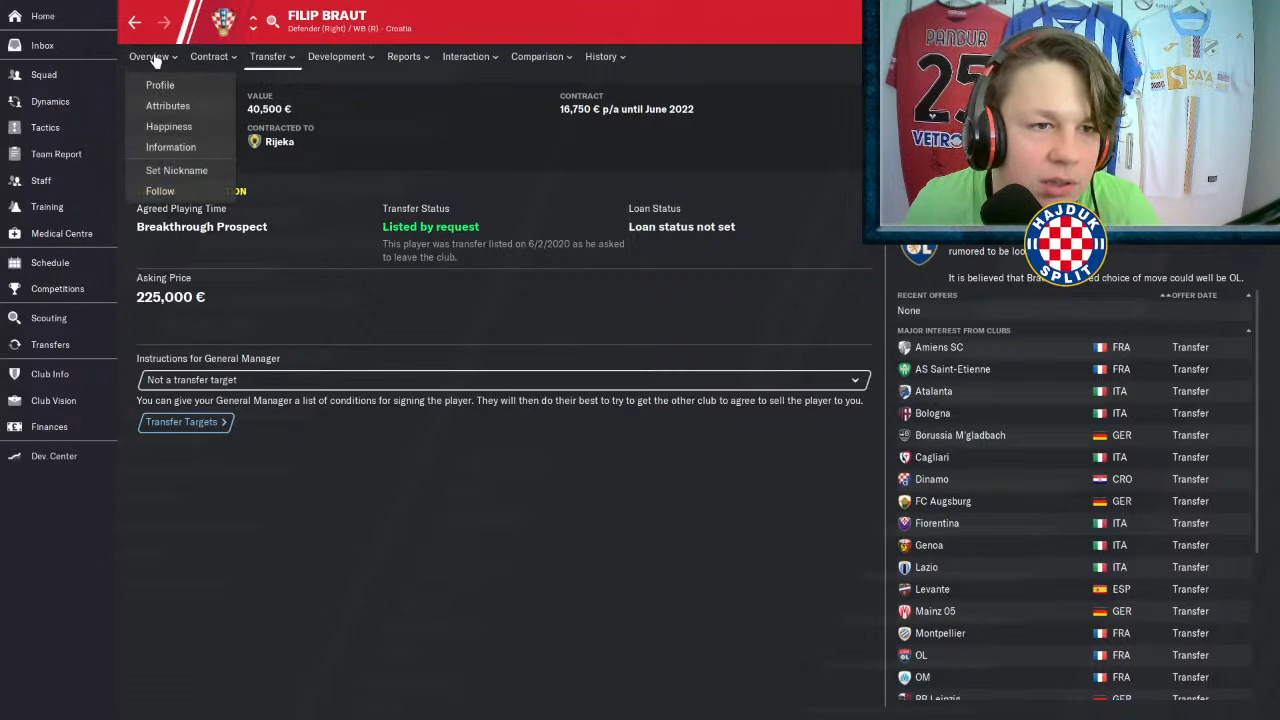 Home
Inbox
Squad
Dynamics
Tactics
Team Report
Staff
Training
Medical Centre
Schedule
Competitions
Scouting
Transfers
Club Info
Club Vision
Finances
Dev. Center
FILIP BRAUT
Defender (Right) / WB (R) - Croatia
Overview
Contract
Transfer
Development
Reports
Interaction
Comparison
History
Profile
Attributes
Happiness
Information
Set Nickname
Follow
VALUE
40,500 €
CONTRACT
16,750 € p/a until June 2022
CONTRACTED TO
Rijeka
TION
Agreed Playing Time
Breakthrough Prospect
Transfer Status
Listed by request
This player was transfer listed on 6/2/2020 as he asked
to leave the club.
Loan Status
Loan status not set
Asking Price
225,000 €
Instructions for General Manager
Not a transfer target
You can give your General Manager a list of conditions for signing the player. They will then do their best to try to get the other club to agree to sell the player to you.
Transfer Targets
PANDUR
25
VETRO
SAVA
HAJDUK
SPLIT
OL
rumored to be loo
It is believed that Bra ed choice of move could well be OL.
RECENT OFFERS
OFFER DATE
None
MAJOR INTEREST FROM CLUBS
Amiens SC FRA Transfer
AS Saint-Etienne FRA Transfer
Atalanta ITA Transfer
Bologna ITA Transfer
Borussia M'gladbach GER Transfer
Cagliari ITA Transfer
Dinamo CRO Transfer
FC Augsburg GER Transfer
Fiorentina ITA Transfer
Genoa ITA Transfer
Lazio ITA Transfer
Levante ESP Transfer
Mainz 05 GER Transfer
Montpellier FRA Transfer
OL FRA Transfer
OM FRA Transfer
RB Leipzig GER Transfer